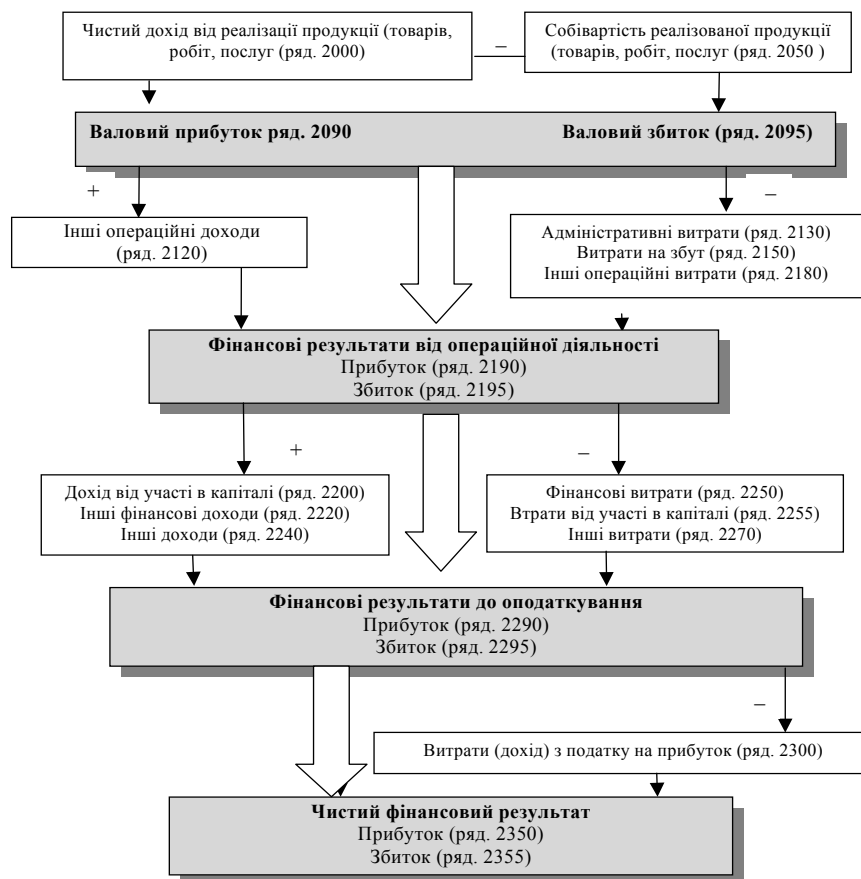 Чистий дохід від реалізації продукції (товарів,
робіт, послуг (ряд. 2000)
–
Собівартість реалізованої продукції
(товарів, робіт, послуг (ряд. 2050 )
Валовий прибуток ряд. 2090
Валовий збиток (ряд. 2095)
+
–
Інші операційні доходи
(ряд. 2120)
Адміністративні витрати (ряд. 2130)
Витрати на збут (ряд. 2150)
Інші операційні витрати (ряд. 2180)
Фінансові результати від операційної діяльності
Прибуток (ряд. 2190)
Збиток (ряд. 2195)
+
–
Дохід від участі в капіталі (ряд. 2200)
Інші фінансові доходи (ряд. 2220)
Інші доходи (ряд. 2240)
Фінансові витрати (ряд. 2250)
Втрати від участі в капіталі (ряд. 2255)
Інші витрати (ряд. 2270)
Фінансові результати до оподаткування
Прибуток (ряд. 2290)
Збиток (ряд. 2295)
–
Витрати (дохід) з податку на прибуток (ряд. 2300)
Чистий фінансовий результат
Прибуток (ряд. 2350)
Збиток (ряд. 2355)